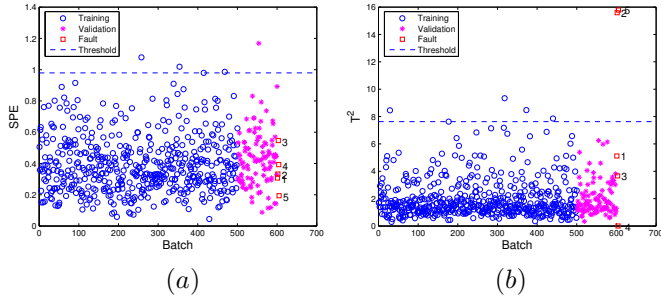 1.4
1.2
1
0.8
0.6
0.4
0.2
0
SPE
Training
Validation
Fault
Threshold
3
4
2
1
5
0 100 200 300 400 500 600 700
Batch
(a)
16
14
12
10
8
6
4
2
0
T2
Training
Validation
Fault
Threshold
5
2
1
3
4
0 100 200 300 400 500 600 700
Batch
(b)